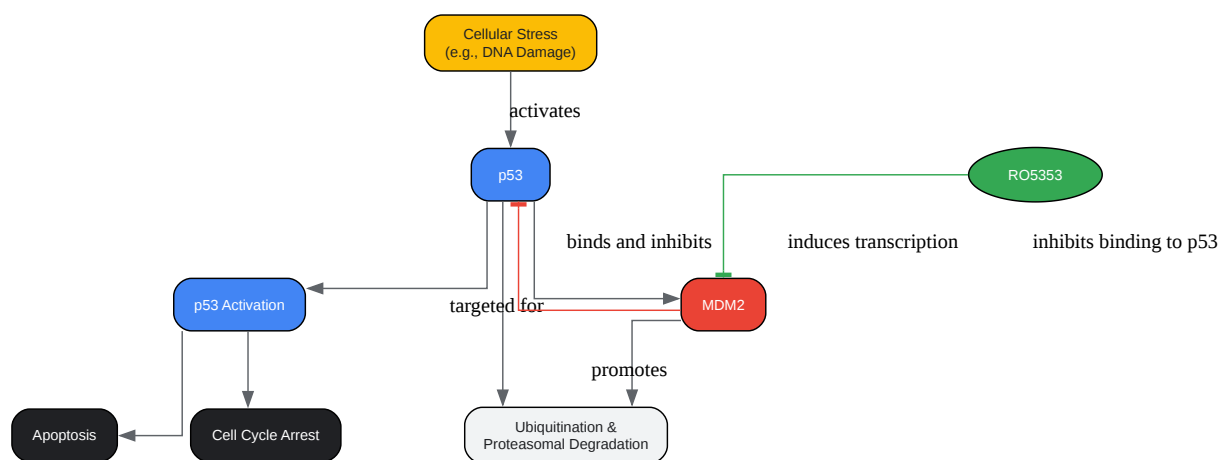 Cellular Stress
(e.g., DNA Damage)
activates
p53
RO5353
binds and inhibits
induces transcription
inhibits binding to p53
p53 Activation
targeted for
MDM2
promotes
Apoptosis
Cell Cycle Arrest
Ubiquitination &
Proteasomal Degradation